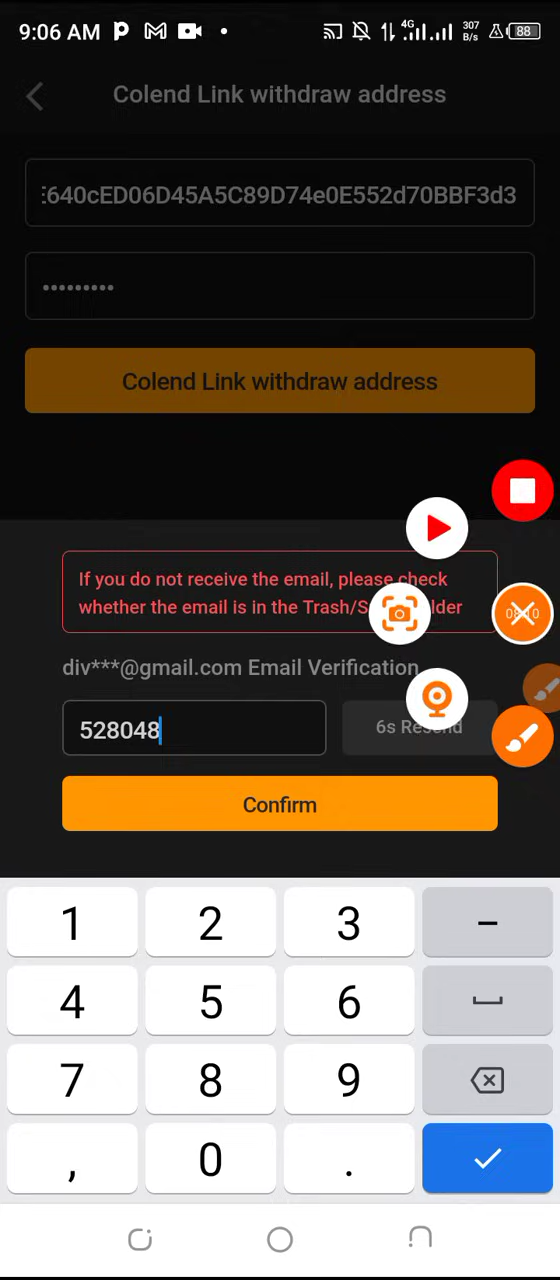 9:06 AM
4G
307 B/s
88
Colend Link withdraw address
640cED06D45A5C89D74e0E552d70BBF3d3
•••••••••
Colend Link withdraw address
If you do not receive the email, please check
whether the email is in the Trash/S lder
div***@gmail.com Email Verification
528048
6s Resend
Confirm
1 2 3 -
4 5 6
7 8 9
, 0 .